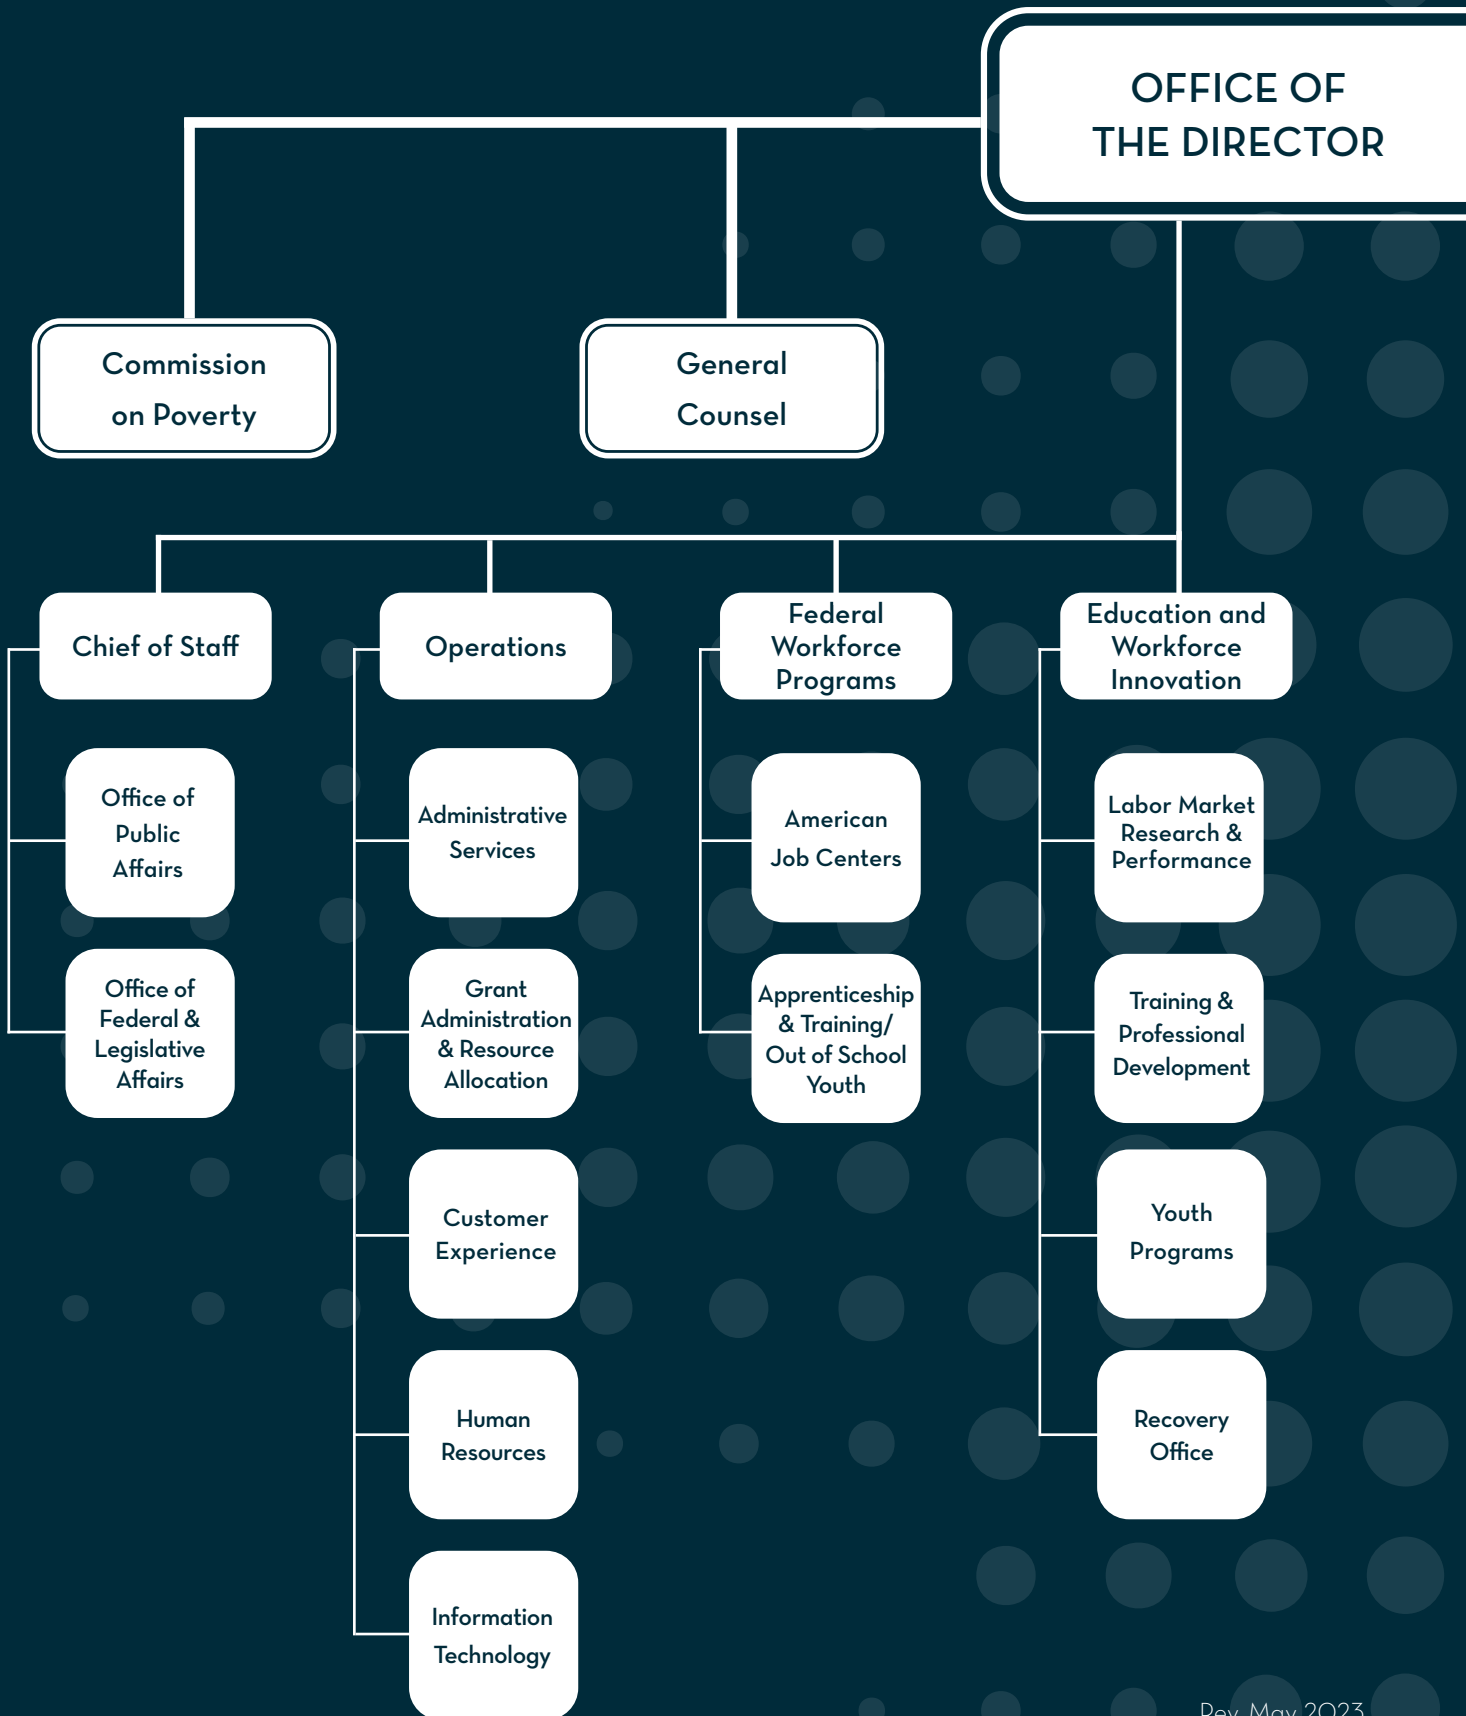 OFFICE OF
THE DIRECTOR
Commission
on Poverty
General
Counsel
Chief of Staff
Operations
Federal
Workforce
Programs
Education and
Workforce
Innovation
Office of
Public
Affairs
Office of
Federal &
Legislative
Affairs
Administrative
Services
Grant
Administration
& Resource
Allocation
Customer
Experience
Human
Resources
Information
Technology
American
Job Centers
Apprenticeship
& Training/
Out of School
Youth
Labor Market
Research &
Performance
Training &
Professional
Development
Youth
Programs
Recovery
Office
Rev. May 2023